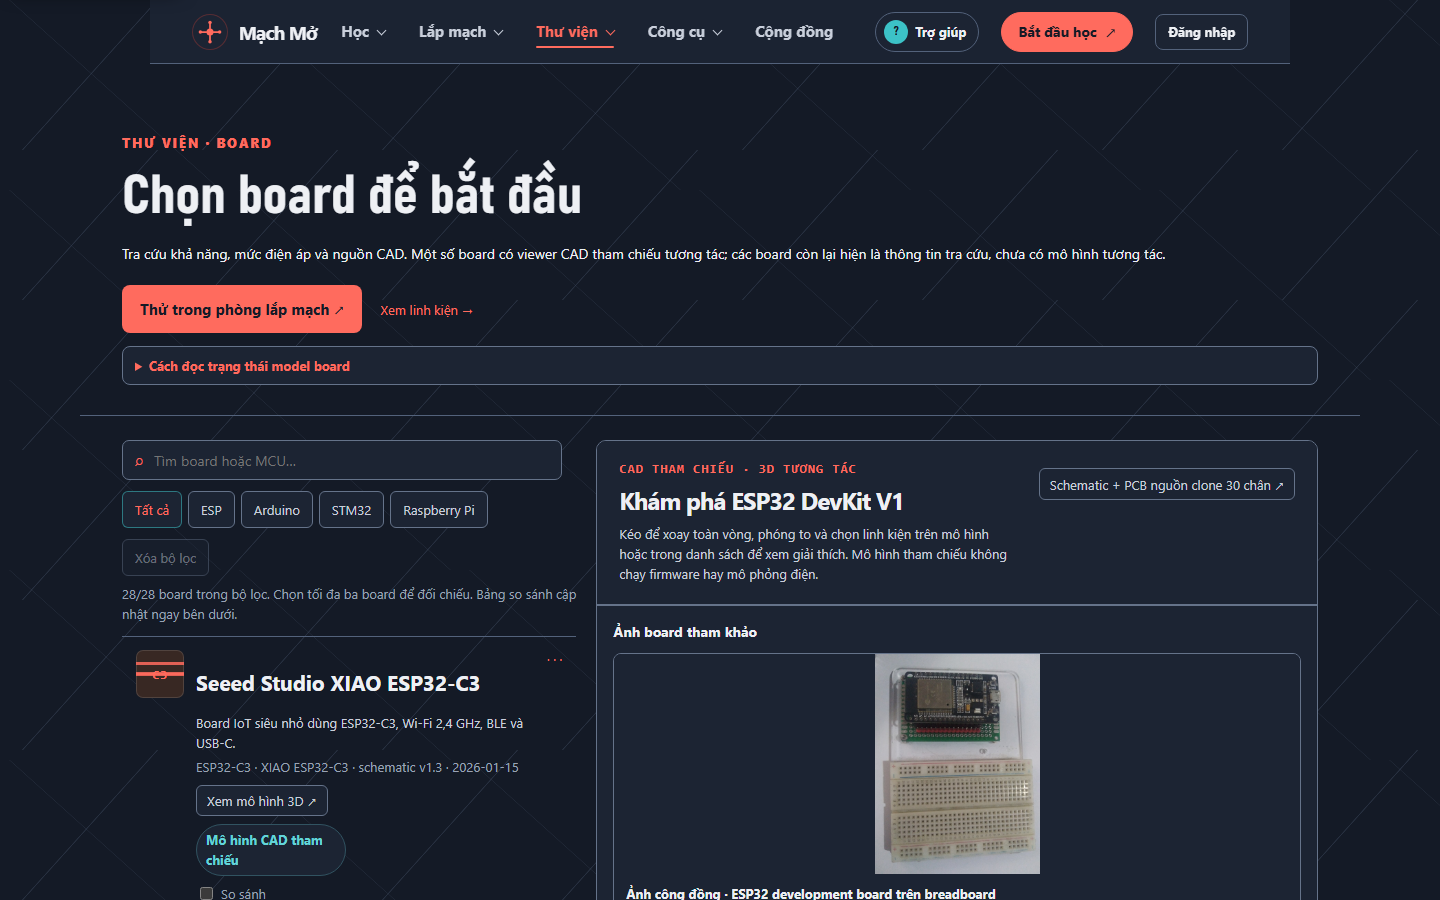 Mạch Mở
Học
Lắp mạch
Thư viện
Công cụ
Cộng đồng
? Trợ giúp
Bắt đầu học ↗
Đăng nhập
THƯ VIỆN · BOARD
Chọn board để bắt đầu
Tra cứu khả năng, mức điện áp và nguồn CAD. Một số board có viewer CAD tham chiếu tương tác; các board còn lại hiện là thông tin tra cứu, chưa có mô hình tương tác.
Thử trong phòng lắp mạch ↗
Xem linh kiện →
▶ Cách đọc trạng thái model board
Tìm board hoặc MCU...
Tất cả
ESP
Arduino
STM32
Raspberry Pi
Xóa bộ lọc
28/28 board trong bộ lọc. Chọn tối đa ba board để đối chiếu. Bảng so sánh cập
nhật ngay bên dưới.
C3
...
Seeed Studio XIAO ESP32-C3
Board IoT siêu nhỏ dùng ESP32-C3, Wi-Fi 2,4 GHz, BLE và
USB-C.
ESP32-C3 · XIAO ESP32-C3 · schematic v1.3 · 2026-01-15
Xem mô hình 3D ↗
Mô hình CAD tham
chiếu
So sánh
CAD THAM CHIẾU · 3D TƯƠNG TÁC
Khám phá ESP32 DevKit V1
Kéo để xoay toàn vòng, phóng to và chọn linh kiện trên mô hình
hoặc trong danh sách để xem giải thích. Mô hình tham chiếu không
chạy firmware hay mô phỏng điện.
Schematic + PCB nguồn clone 30 chân ↗
Ảnh board tham khảo
Ảnh cộng đồng · ESP32 development board trên breadboard